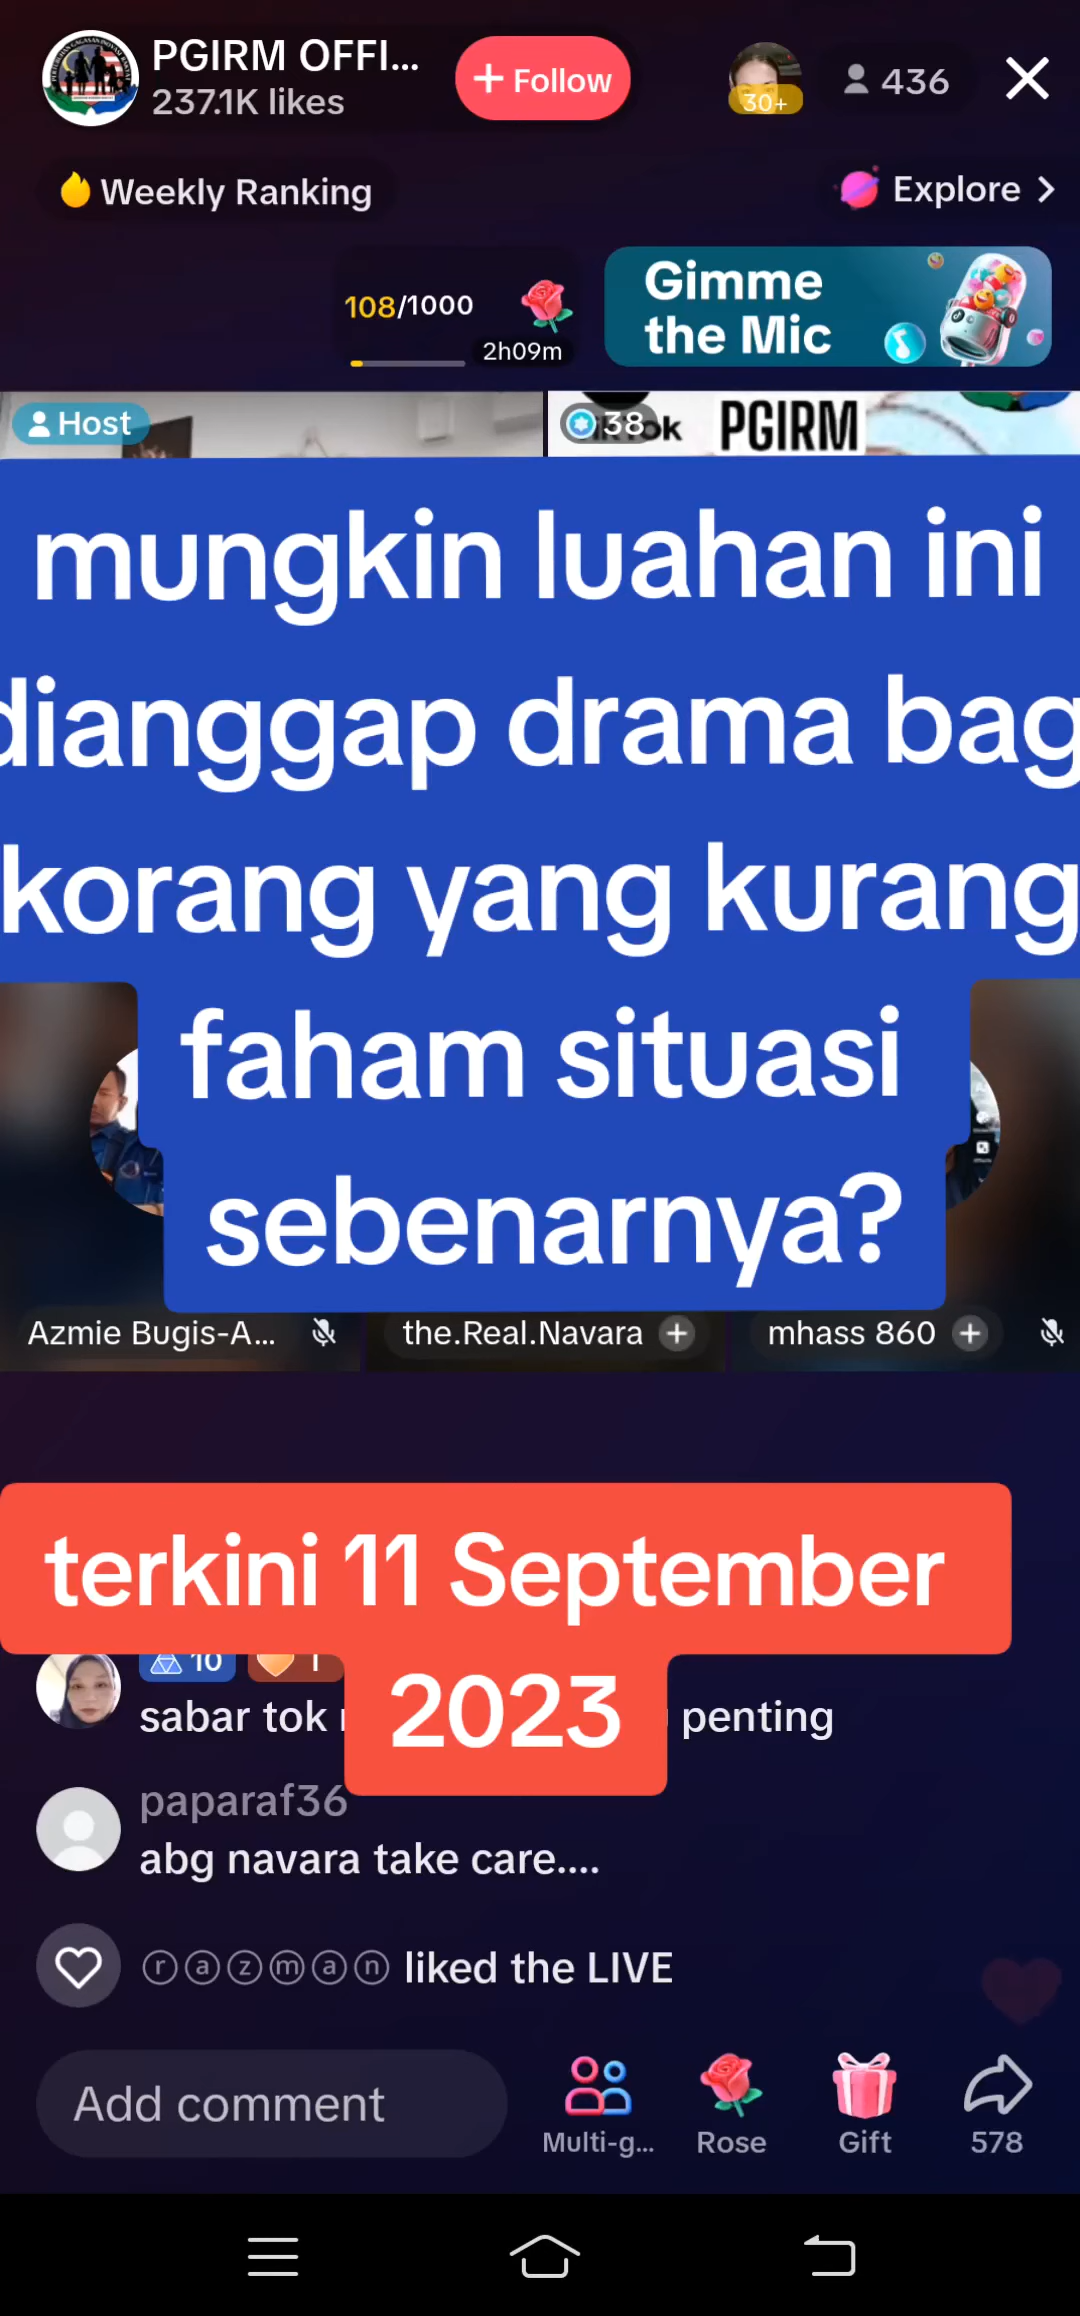 PGIRM OFFI...
237.1K likes
+ Follow
30+
436
Weekly Ranking
Explore
108/1000
2h09m
Gimme
the Mic
Host
38
PGIRM
mungkin luahan ini
dianggap drama bag
korang yang kurang
faham situasi
sebenarnya?
Azmie Bugis-A...
the.Real.Navara
mhass 860
terkini 11 September
2023
10
1
sabar tok
penting
paparaf36
abg navara take care....
ⓡⓐⓩⓜⓐⓝ liked the LIVE
Add comment
Multi-g...
Rose
Gift
578